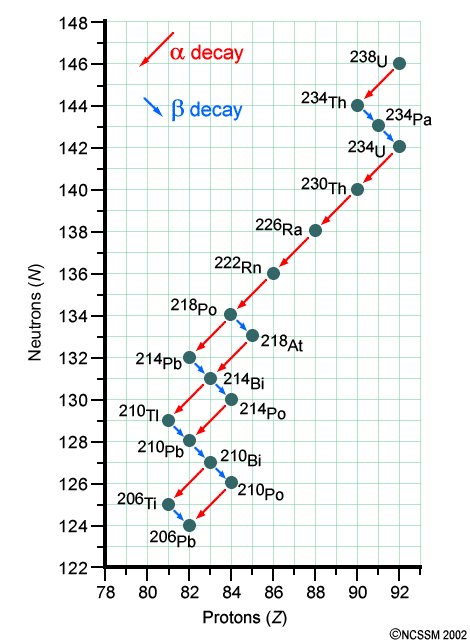 148
146
144
142
140
138
136
134
132
130
128
126
124
122
Neutrons (N)
α decay
β decay
238U
234Th
234Pa
234U
230Th
226Ra
222Rn
218Po
218At
214Pb
214Bi
214Po
210Tl
210Pb
210Bi
210Po
206Ti
206Pb
78 80 82 84 86 88 90 92
Protons (Z)
©NCSSM 2002